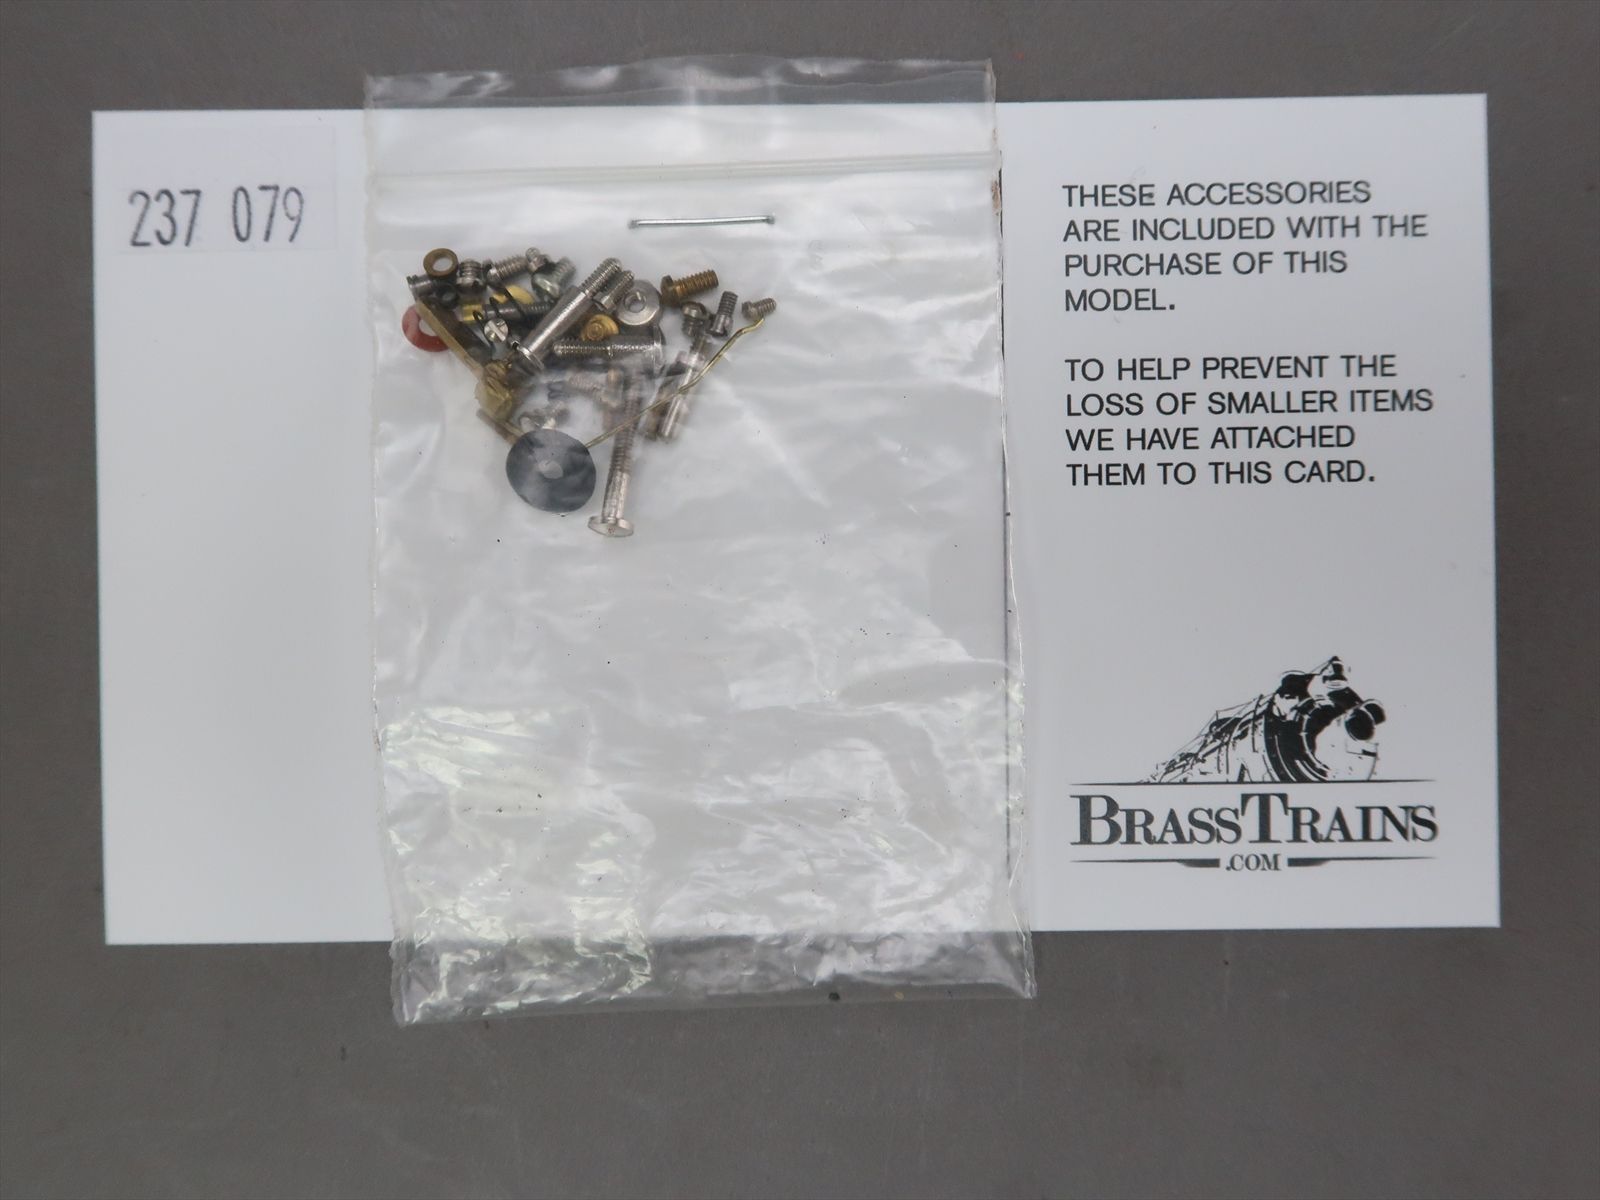 237 079
THESE ACCESSORIES
ARE INCLUDED WITH THE
PURCHASE OF THIS
MODEL.
TO HELP PREVENT THE
LOSS OF SMALLER ITEMS
WE HAVE ATTACHED
THEM TO THIS CARD.
BRASSTRAINS
.COM